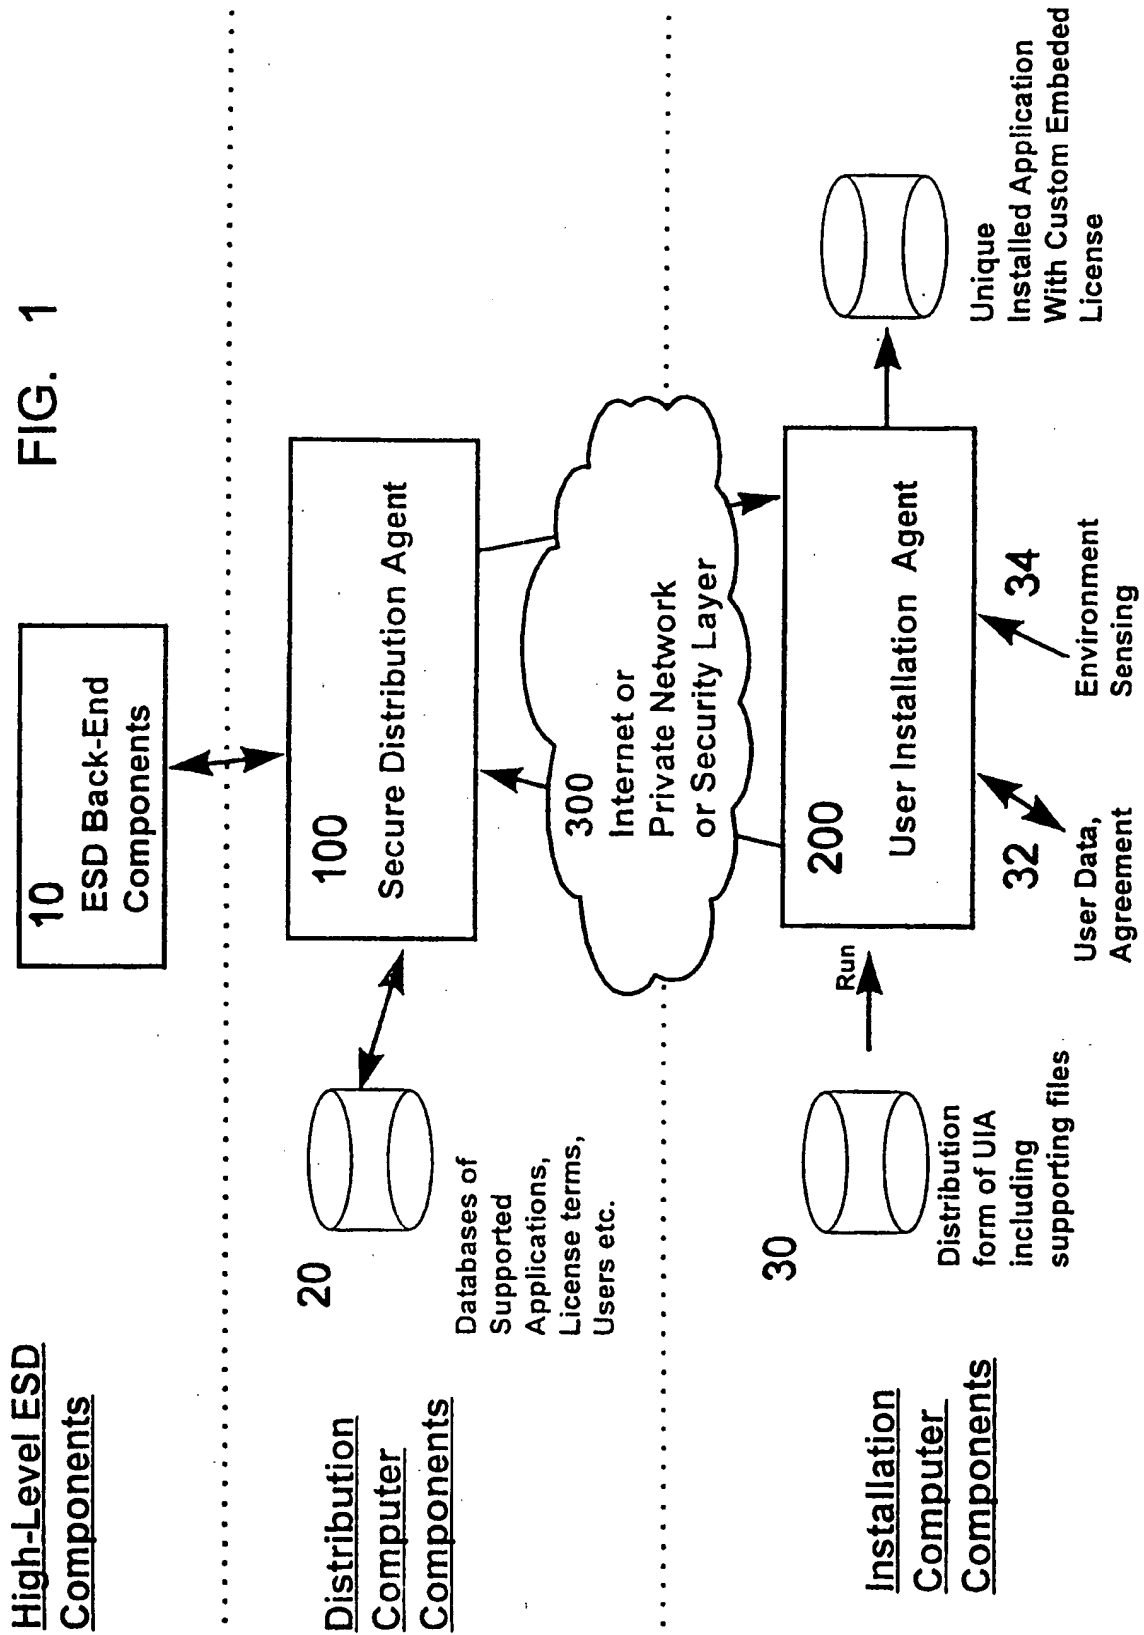 FIG. 1
High-Level ESD
Components
10
ESD Back-End
Components
Distribution
Computer
Components
20
Databases of
Supported
Applications,
License terms,
Users etc.
100
Secure Distribution Agent
300
Internet or
Private Network
or Security Layer
Installation
Computer
Components
30
Distribution
form of UIA
including
supporting files
Run
200
User Installation Agent
32
User Data,
Agreement
34
Environment
Sensing
Unique
Installed Application
With Custom Embeded
License